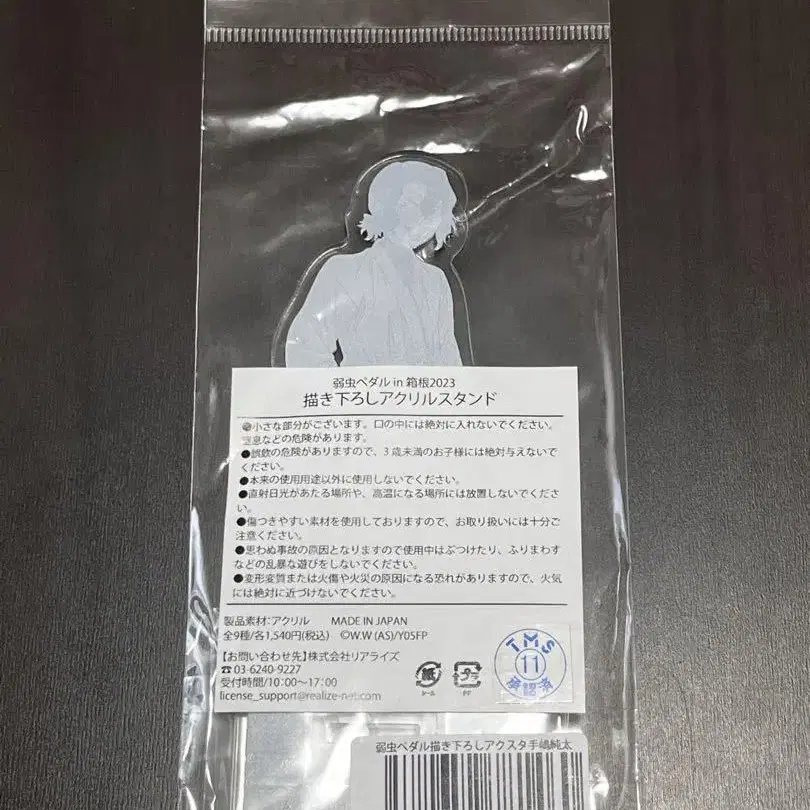 弱虫ペダル in 箱根2023
描き下ろしアクリルスタンド
●小さな部分がございます。口の中には絶対に入れないでください。
窒息などの危険があります。
●誤飲の危険がありますので、3歳未満のお子様には絶対与えないで
ください。
●本来の使用用途以外に使用しないでください。
●直射日光があたる場所や、高温になる場所には放置しないでくださ
い。
●傷つきやすい素材を使用しておりますので、お取り扱いには十分ご
注意ください。
●思わぬ事故の原因となりますので使用中はぶつけたり、ふりまわす
などの乱暴な遊びをしないでください。
●変形変質または火傷や火災の原因になる恐れがありますので、火気
には絶対に近づけないでください。
製品素材:アクリル MADE IN JAPAN
全9種/各1,540円(税込) ©W.W (AS)/Y05FP
【お問い合わせ先】株式会社リアライズ
☎03-6240-9227
受付時間/10:00~17:00
license_support@realize-net.com
紙
シール
プラ
PP
TMS
11
承認済
弱虫ペダル描き下ろしアクスタ手嶋純太